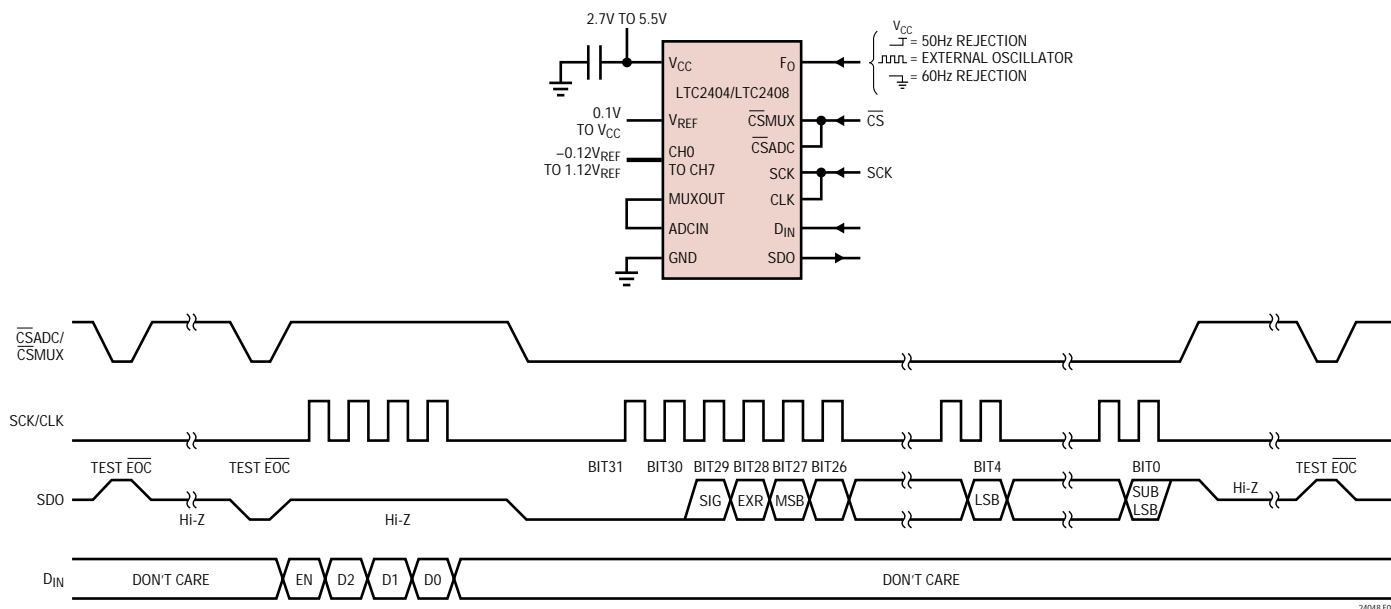 2.7V TO 5.5V
VCC
FO
VCC
= 50Hz REJECTION
= EXTERNAL OSCILLATOR
= 60Hz REJECTION
LTC2404/LTC2408
0.1V
TO VCC
VREF
CSMUX
CS
CSADC
–0.12VREF
TO 1.12VREF
CH0
TO CH7
SCK
SCK
MUXOUT
CLK
ADCIN
DIN
GND
SDO
CSADC/
CSMUX
SCK/CLK
TEST EOC
TEST EOC
BIT31
BIT30
BIT29
BIT28
BIT27
BIT26
BIT4
BIT0
TEST EOC
SDO
Hi-Z
Hi-Z
SIG
EXR
MSB
LSB
SUB
LSB
Hi-Z
DIN
DON'T CARE
EN
D2
D1
D0
DON'T CARE